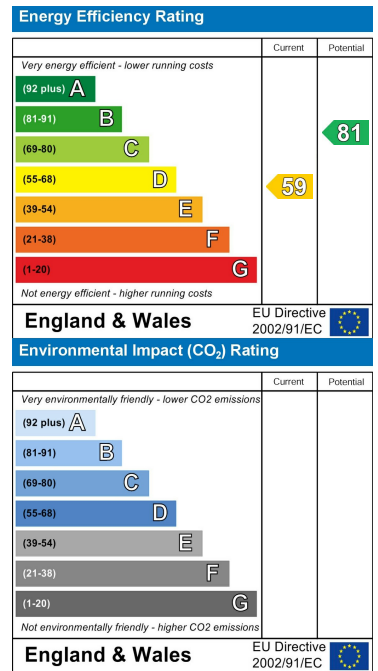 Energy Efficiency Rating
Current Potential
Very energy efficient - lower running costs
(92 plus) A
(81-91) B
(69-80) C
(55-68) D
(39-54) E
(21-38) F
(1-20) G
81
59
Not energy efficient - higher running costs
England & Wales
EU Directive
2002/91/EC
Environmental Impact (CO₂) Rating
Current Potential
Very environmentally friendly - lower CO2 emissions
(92 plus) A
(81-91) B
(69-80) C
(55-68) D
(39-54) E
(21-38) F
(1-20) G
Not environmentally friendly - higher CO2 emissions
England & Wales
EU Directive
2002/91/EC